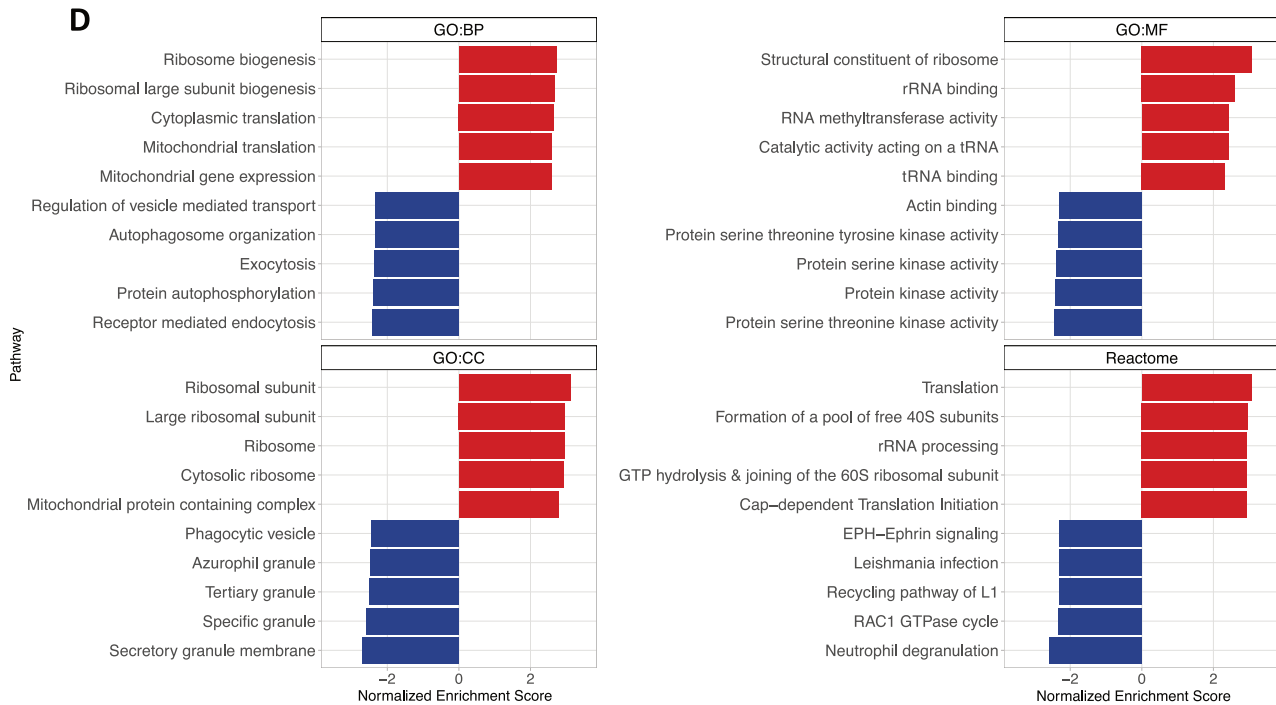 D
GO:BP
Ribosome biogenesis
Ribosomal large subunit biogenesis
Cytoplasmic translation
Mitochondrial translation
Mitochondrial gene expression
Regulation of vesicle mediated transport
Autophagosome organization
Exocytosis
Protein autophosphorylation
Receptor mediated endocytosis
GO:MF
Structural constituent of ribosome
rRNA binding
RNA methyltransferase activity
Catalytic activity acting on a tRNA
tRNA binding
Actin binding
Protein serine threonine tyrosine kinase activity
Protein serine kinase activity
Protein kinase activity
Protein serine threonine kinase activity
Pathway
GO:CC
Ribosomal subunit
Large ribosomal subunit
Ribosome
Cytosolic ribosome
Mitochondrial protein containing complex
Phagocytic vesicle
Azurophil granule
Tertiary granule
Specific granule
Secretory granule membrane
−2 0 2
Normalized Enrichment Score
Reactome
Translation
Formation of a pool of free 40S subunits
rRNA processing
GTP hydrolysis & joining of the 60S ribosomal subunit
Cap−dependent Translation Initiation
EPH−Ephrin signaling
Leishmania infection
Recycling pathway of L1
RAC1 GTPase cycle
Neutrophil degranulation
−2 0 2
Normalized Enrichment Score